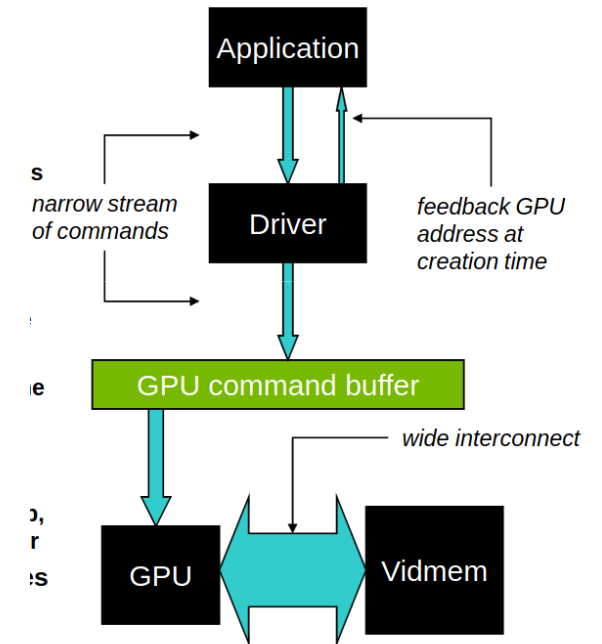 Application
s
narrow stream
of commands
Driver
feedback GPU
address at
creation time
e
GPU command buffer
wide interconnect
r
GPU
Vidmem